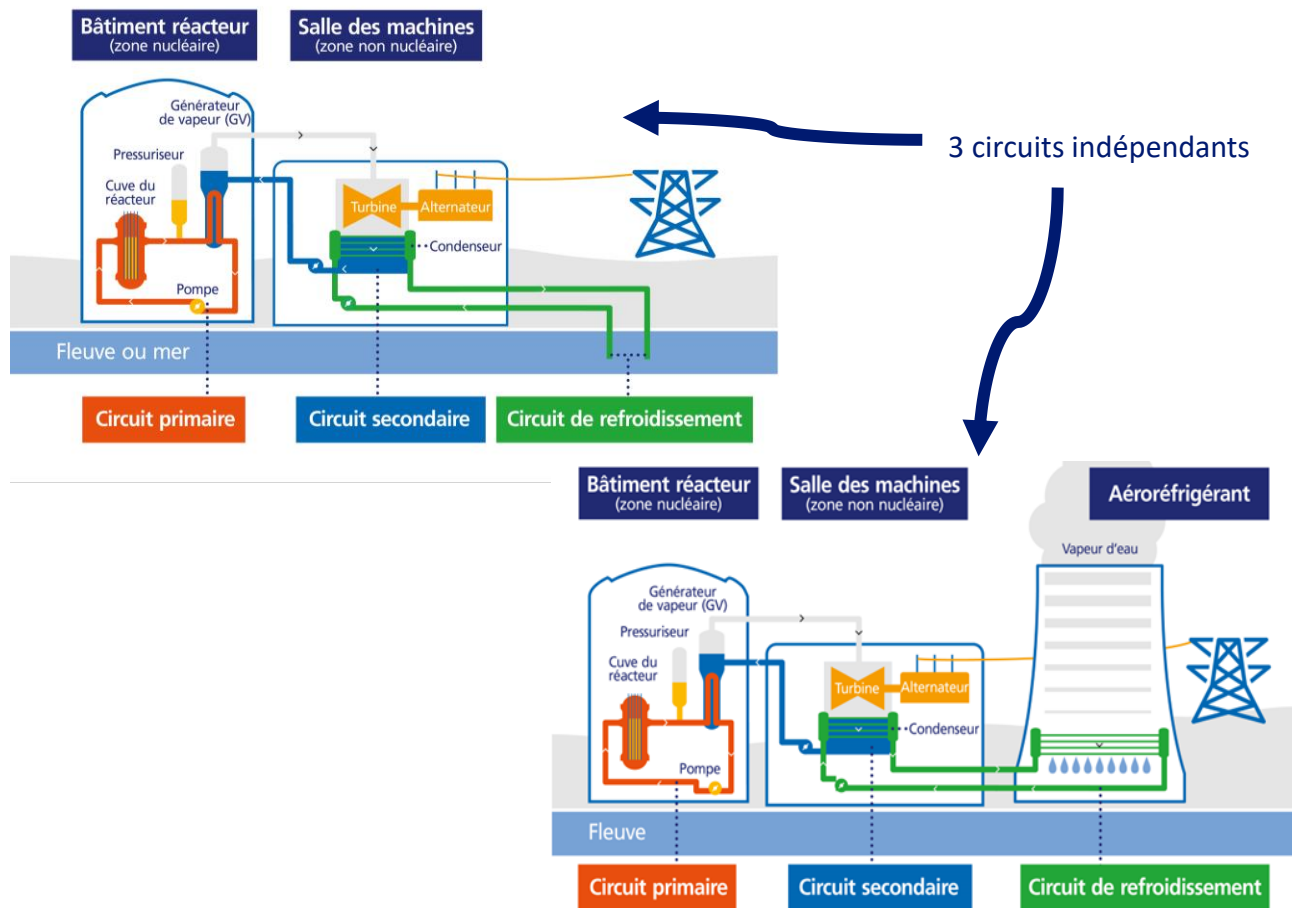 Bâtiment réacteur
(zone nucléaire)
Salle des machines
(zone non nucléaire)
Générateur
de vapeur (GV)
Pressuriseur
Cuve du
réacteur
Turbine
Alternateur
Condenseur
Pompe
Fleuve ou mer
Circuit primaire
Circuit secondaire
Circuit de refroidissement
3 circuits indépendants
Bâtiment réacteur
(zone nucléaire)
Salle des machines
(zone non nucléaire)
Aéroréfrigérant
Vapeur d'eau
Générateur
de vapeur (GV)
Pressuriseur
Cuve du
réacteur
Turbine
Alternateur
Condenseur
Pompe
Fleuve
Circuit primaire
Circuit secondaire
Circuit de refroidissement